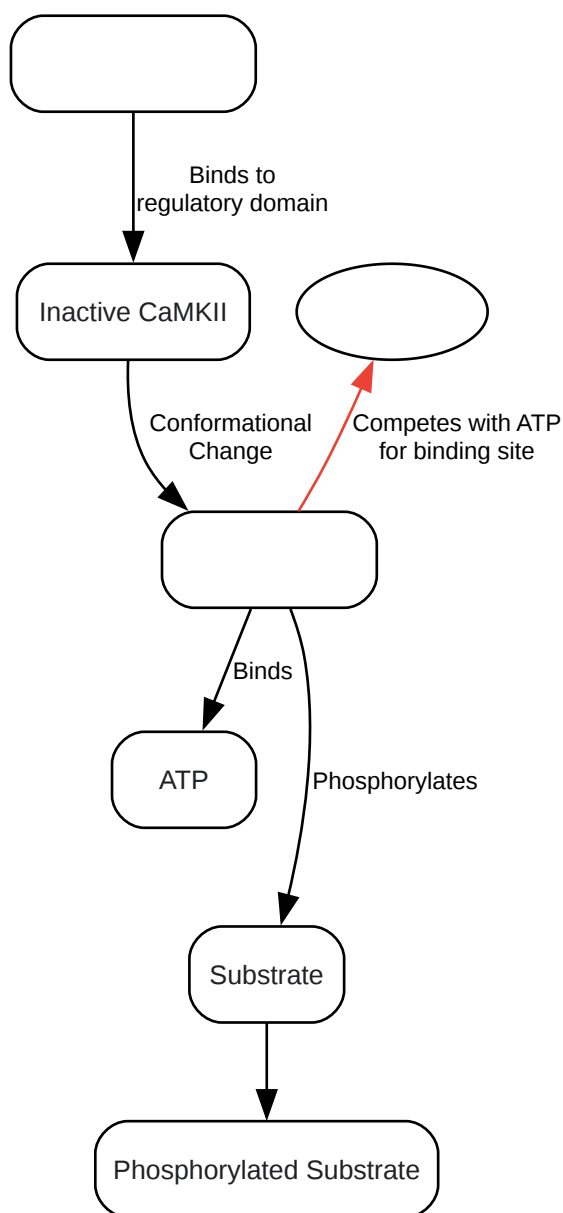 Binds to
regulatory domain
Inactive CaMKII
Conformational
Change
Competes with ATP
for binding site
Binds
ATP
Phosphorylates
Substrate
Phosphorylated Substrate